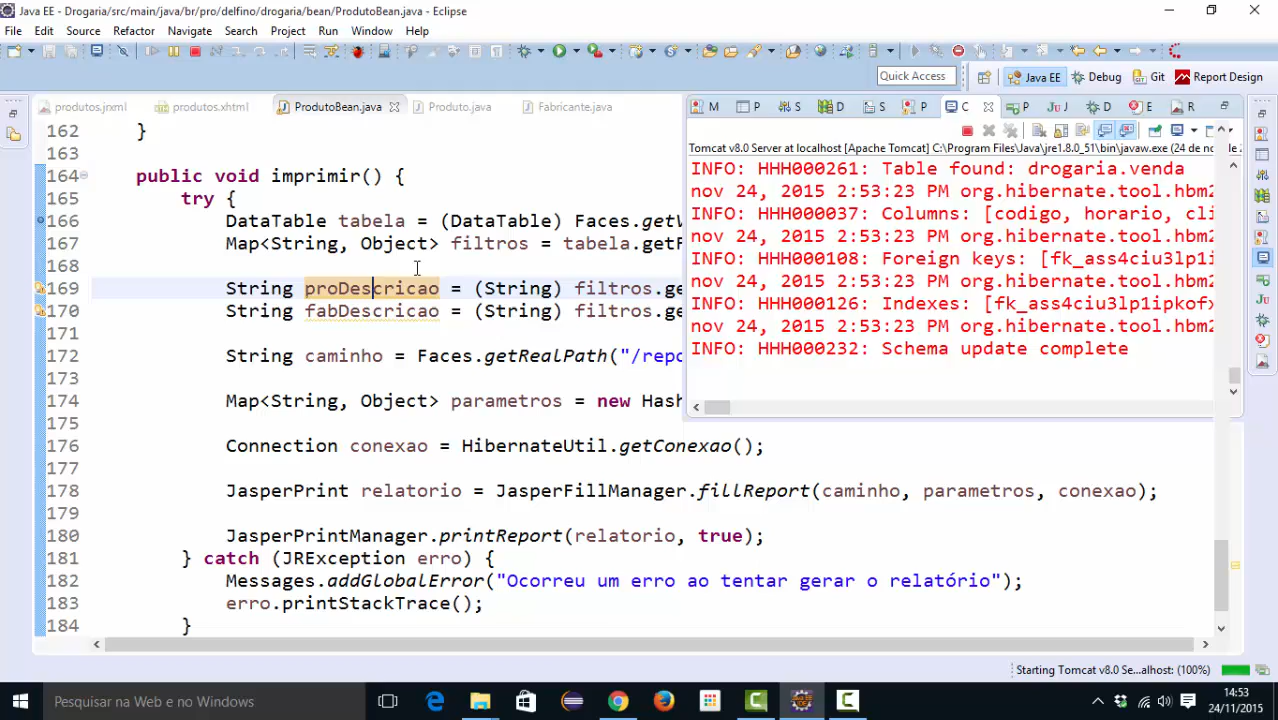 Java EE - Drogaria/src/main/java/br/pro/delfino/drogaria/bean/ProdutoBean.java - Eclipse
File Edit Source Refactor Navigate Search Project Run Window Help
Quick Access Java EE Debug Git Report Design
produtos.jrxml produtos.xhtml ProdutoBean.java Produto.java Fabricante.java
M P S D S P C P Ju J D E R
Tomcat v8.0 Server at localhost [Apache Tomcat] C:\Program Files\Java\jre1.8.0_51\bin\javaw.exe (24 de no
INFO: HHH000261: Table found: drogaria.venda
nov 24, 2015 2:53:23 PM org.hibernate.tool.hbm2
INFO: HHH000037: Columns: [codigo, horario, cli
nov 24, 2015 2:53:23 PM org.hibernate.tool.hbm2
INFO: HHH000108: Foreign keys: [fk_ass4ciu3lp1i
nov 24, 2015 2:53:23 PM org.hibernate.tool.hbm2
INFO: HHH000126: Indexes: [fk_ass4ciu3lp1ipkofx
nov 24, 2015 2:53:23 PM org.hibernate.tool.hbm2
INFO: HHH000232: Schema update complete
162 }
163
164 public void imprimir() {
165 try {
166 DataTable tabela = (DataTable) Faces.getV
167 Map<String, Object> filtros = tabela.getF
168
169 String proDescricao = (String) filtros.ge
170 String fabDescricao = (String) filtros.ge
171
172 String caminho = Faces.getRealPath("/repo
173
174 Map<String, Object> parametros = new Hash
175
176 Connection conexao = HibernateUtil.getConexao();
177
178 JasperPrint relatorio = JasperFillManager.fillReport(caminho, parametros, conexao);
179
180 JasperPrintManager.printReport(relatorio, true);
181 } catch (JRException erro) {
182 Messages.addGlobalError("Ocorreu um erro ao tentar gerar o relatório");
183 erro.printStackTrace();
184 }
Starting Tomcat v8.0 Se...alhost: (100%)
Pesquisar na Web e no Windows
14:53
24/11/2015